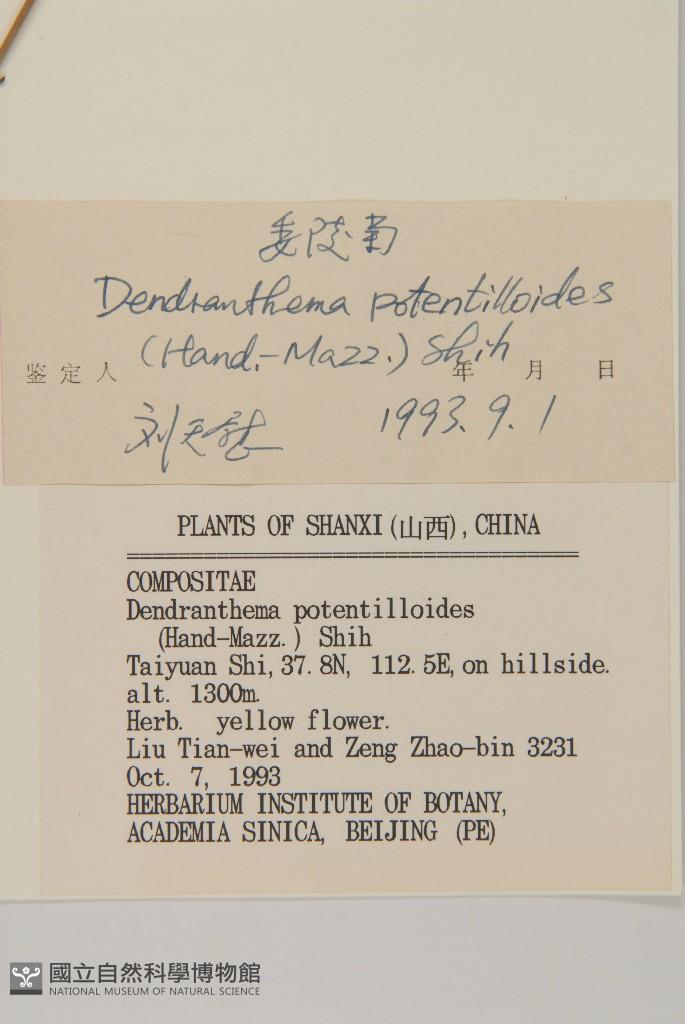 委陵菊
Dendranthema potentilloides
(Hand.-Mazz.) Shih
鉴定人 年 月 日
刘天慰 1993.9.1
PLANTS OF SHANXI(山西), CHINA
COMPOSITAE
Dendranthema potentilloides
(Hand-Mazz.) Shih
Taiyuan Shi, 37.8N, 112.5E, on hillside.
alt. 1300m.
Herb. yellow flower.
Liu Tian-wei and Zeng Zhao-bin 3231
Oct. 7, 1993
HERBARIUM INSTITUTE OF BOTANY,
ACADEMIA SINICA, BEIJING (PE)
國立自然科學博物館
NATIONAL MUSEUM OF NATURAL SCIENCE